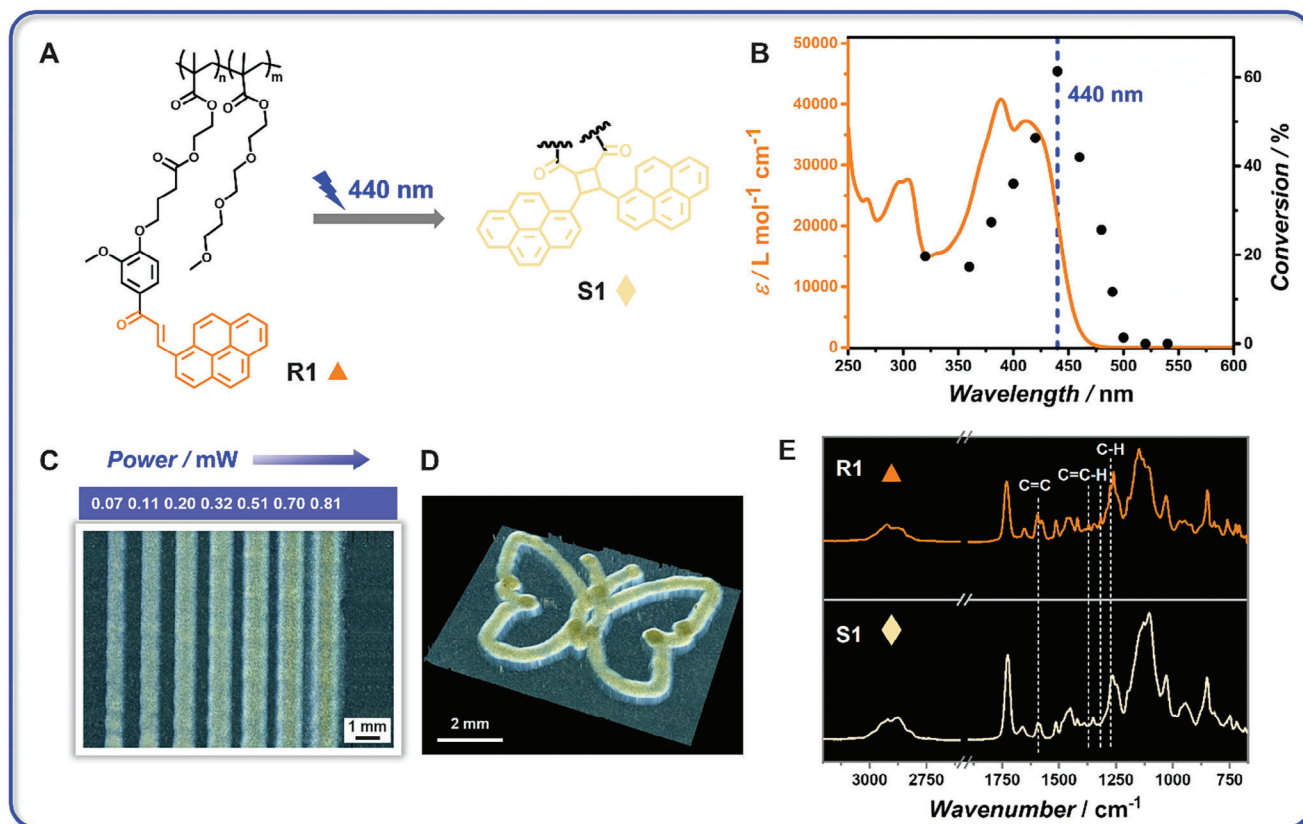 A
n
m
O
O
O
O
O
O
O
O
O
O
O
O
O
440 nm
R1
O
O
S1
B
50000
40000
30000
20000
10000
0
ε / L mol⁻¹ cm⁻¹
440 nm
60
40
20
0
Conversion / %
250 300 350 400 450 500 550 600
Wavelength / nm
C
Power / mW
0.07 0.11 0.20 0.32 0.51 0.70 0.81
1 mm
D
2 mm
E
R1
C=C
C=C-H
C-H
S1
3000 2750 1750 1500 1250 1000 750
Wavenumber / cm⁻¹